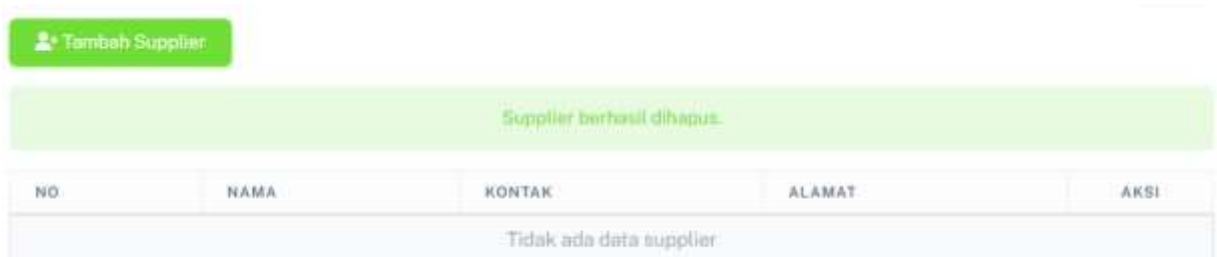 Tambah Supplier
Supplier berhasil dihapus.
NO NAMA KONTAK ALAMAT AKSI
Tidak ada data supplier